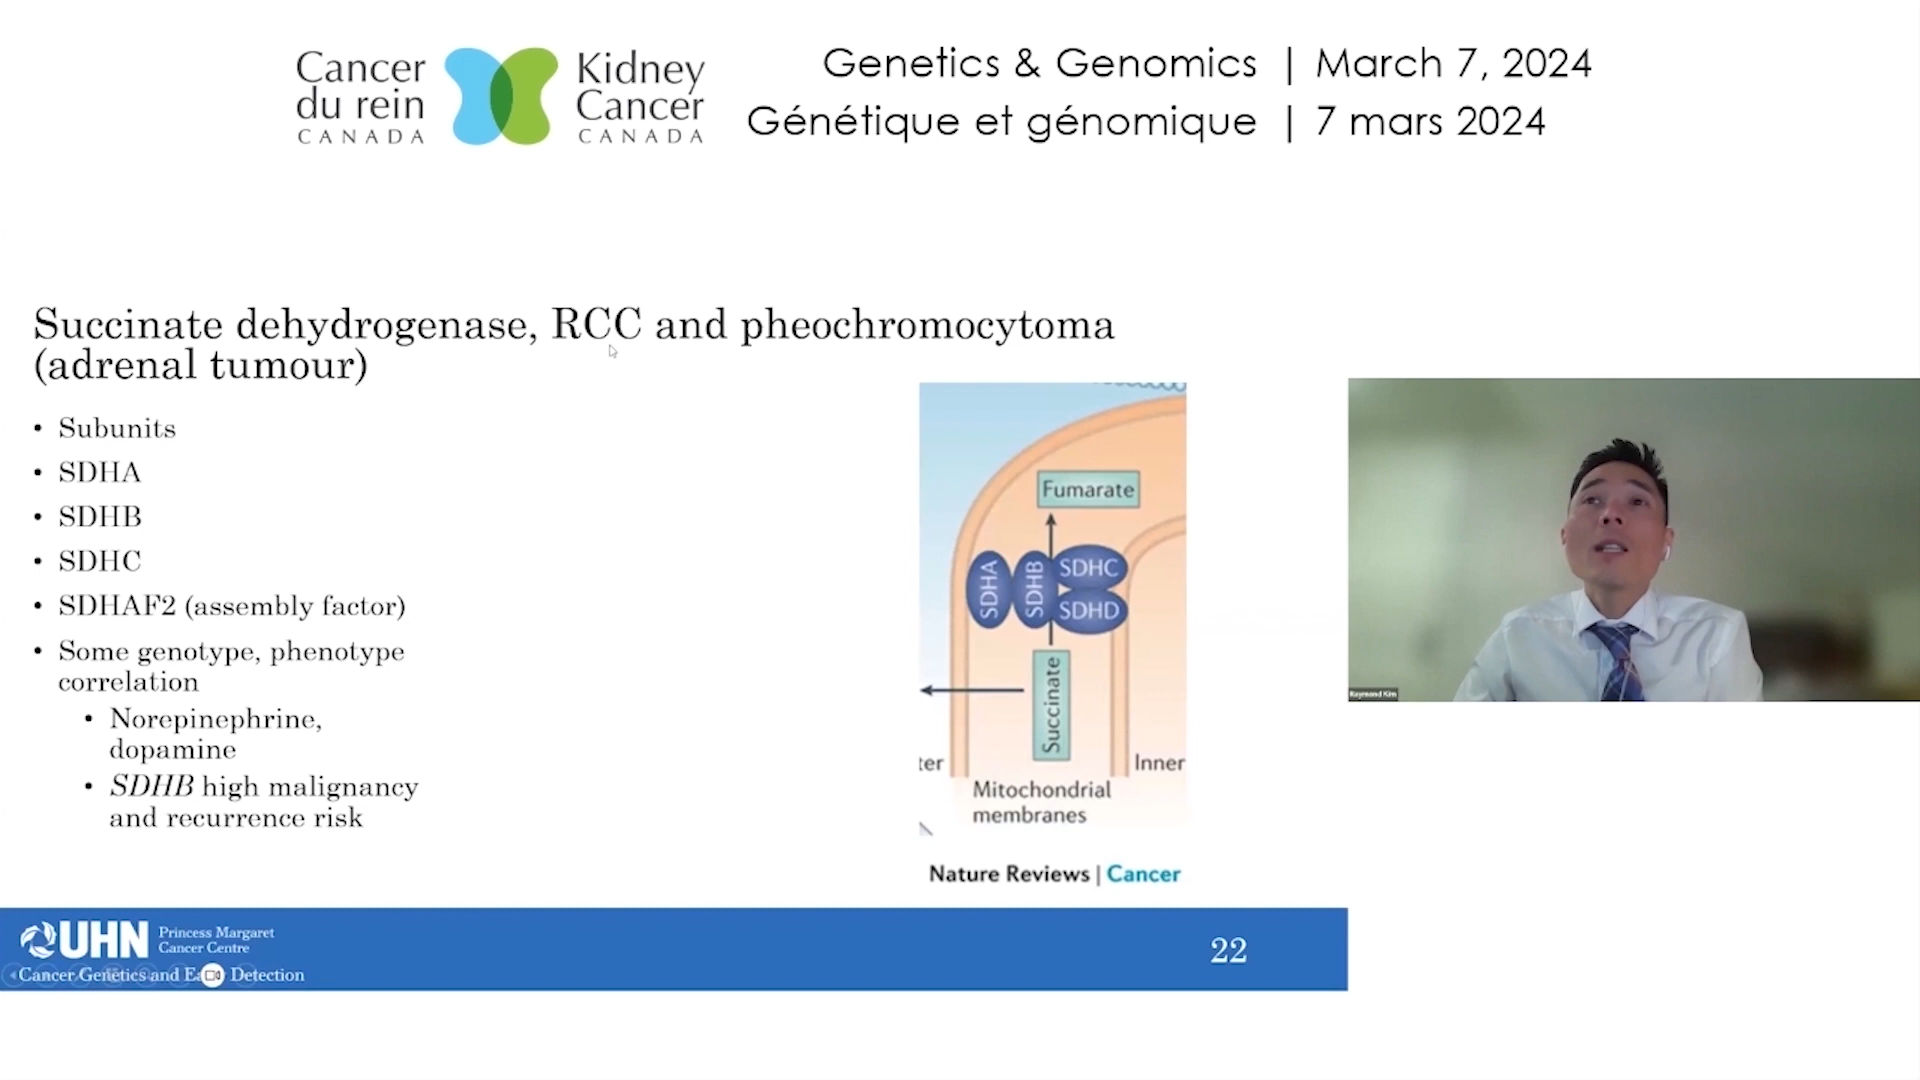 Cancer
du rein
CANADA
Kidney
Cancer
CANADA
Genetics & Genomics | March 7, 2024
Génétique et génomique | 7 mars 2024
Succinate dehydrogenase, RCC and pheochromocytoma
(adrenal tumour)
• Subunits
• SDHA
• SDHB
• SDHC
• SDHAF2 (assembly factor)
• Some genotype, phenotype
correlation
• Norepinephrine,
dopamine
• SDHB high malignancy
and recurrence risk
Fumarate
SDHA
SDHB
SDHC
SDHD
Succinate
ter
Inner
Mitochondrial
membranes
Nature Reviews | Cancer
Raymond Kim
UHN
Princess Margaret
Cancer Centre
Cancer Genetics and Ea Detection
22